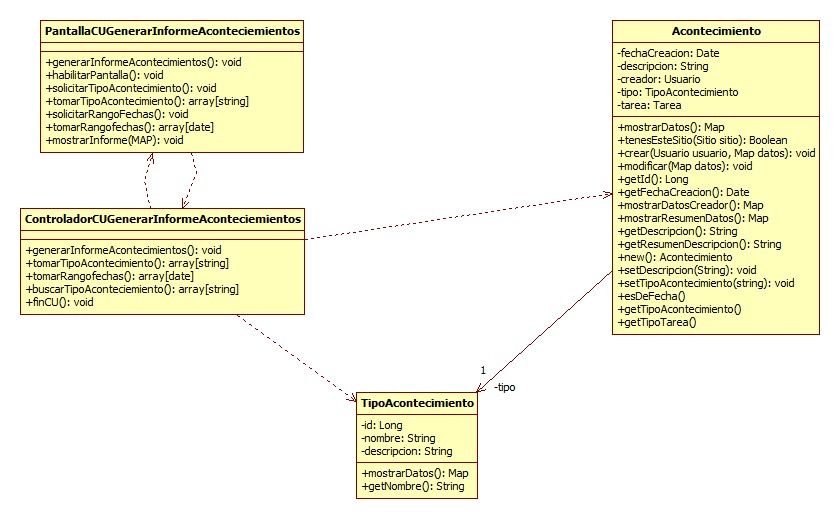 PantallaCUGenerarInformeAconteciemientos
+generarInformeAcontecimientos(): void
+habilitarPantalla(): void
+solicitarTipoAcontecimiento(): void
+tomarTipoAcontecimiento(): array[string]
+solicitarRangoFechas(): void
+tomarRangofechas(): array[date]
+mostrarInforme(MAP): void
ControladorCUGenerarInformeAconteciemientos
+generarInformeAcontecimientos(): void
+tomarTipoAcontecimiento(): array[string]
+tomarRangofechas(): array[date]
+buscarTipoAconteciemiento(): array[string]
+finCU(): void
Acontecimiento
-fechaCreacion: Date
-descripcion: String
-creador: Usuario
-tipo: TipoAcontecimiento
-tarea: Tarea
+mostrarDatos(): Map
+tenesEsteSitio(Sitio sitio): Boolean
+crear(Usuario usuario, Map datos): void
+modificar(Map datos): void
+getId(): Long
+getFechaCreacion(): Date
+mostrarDatosCreador(): Map
+mostrarResumenDatos(): Map
+getDescripcion(): String
+getResumenDescripcion(): String
+new(): Acontecimiento
+setDescripcion(String): void
+setTipoAcontecimiento(string): void
+esDeFecha()
+getTipoAcontecimiento()
+getTipoTarea()
1
-tipo
TipoAcontecimiento
-id: Long
-nombre: String
-descripcion: String
+mostrarDatos(): Map
+getNombre(): String